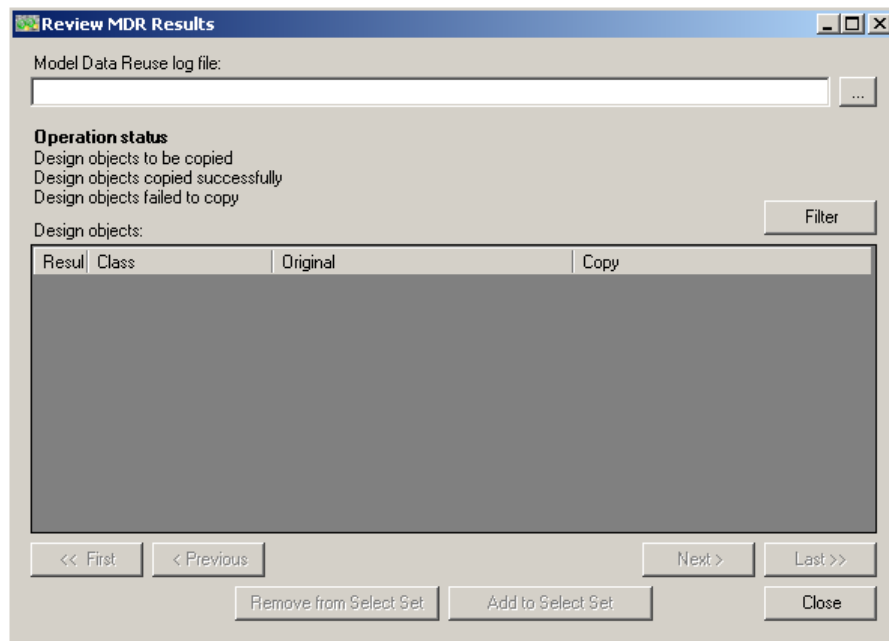 Review MDR Results
Model Data Reuse log file:
...
Operation status
Design objects to be copied
Design objects copied successfully
Design objects failed to copy
Filter
Design objects:
Resul Class Original Copy
<< First < Previous Next > Last >>
Remove from Select Set Add to Select Set Close